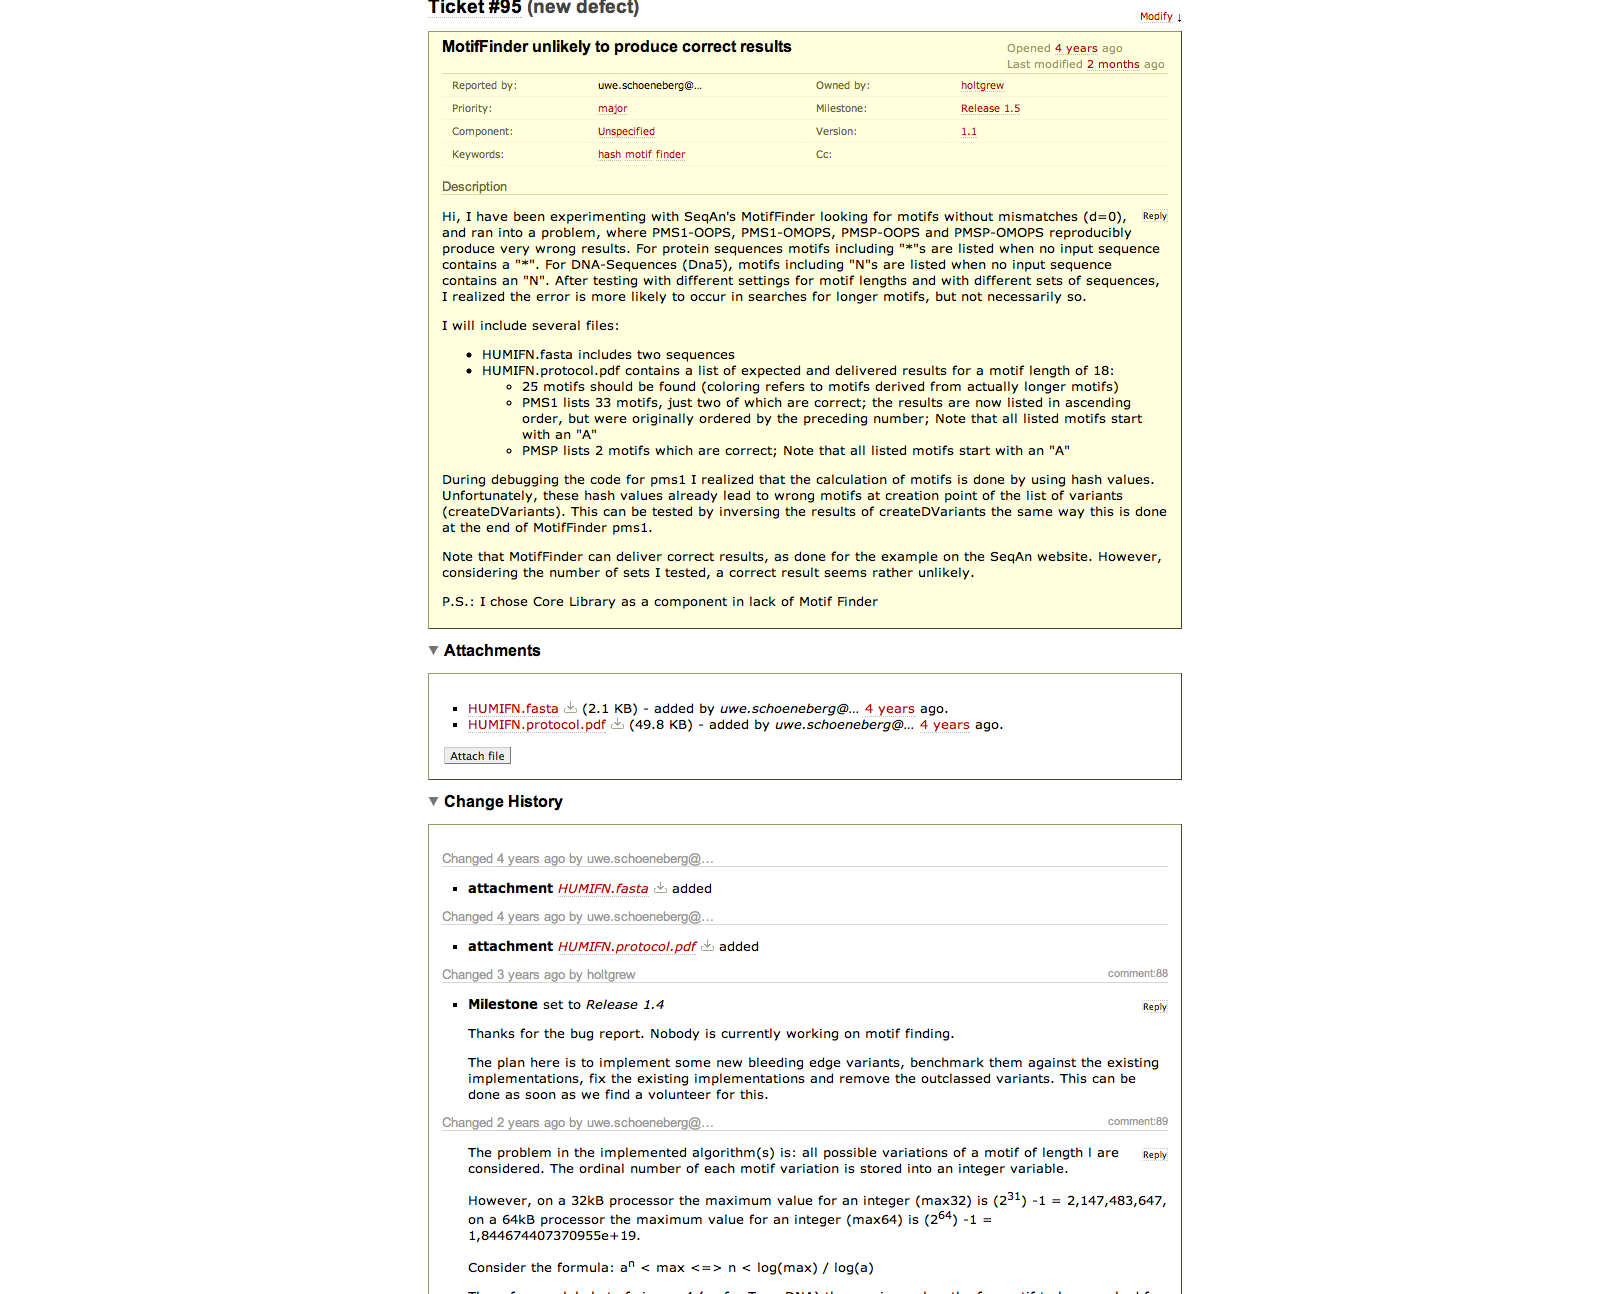 Ticket #95 (new defect)
Modify ↓
MotifFinder unlikely to produce correct results
Opened 4 years ago
Last modified 2 months ago
Reported by: uwe.schoeneberg@... Owned by: holtgrew
Priority: major Milestone: Release 1.5
Component: Unspecified Version: 1.1
Keywords: hash motif finder Cc:
Description
Reply
Hi, I have been experimenting with SeqAn's MotifFinder looking for motifs without mismatches (d=0),
and ran into a problem, where PMS1-OOPS, PMS1-OMOPS, PMSP-OOPS and PMSP-OMOPS reproducibly
produce very wrong results. For protein sequences motifs including "*"s are listed when no input sequence
contains a "*". For DNA-Sequences (Dna5), motifs including "N"s are listed when no input sequence
contains an "N". After testing with different settings for motif lengths and with different sets of sequences,
I realized the error is more likely to occur in searches for longer motifs, but not necessarily so.
I will include several files:
• HUMIFN.fasta includes two sequences
• HUMIFN.protocol.pdf contains a list of expected and delivered results for a motif length of 18:
◦ 25 motifs should be found (coloring refers to motifs derived from actually longer motifs)
◦ PMS1 lists 33 motifs, just two of which are correct; the results are now listed in ascending
order, but were originally ordered by the preceding number; Note that all listed motifs start
with an "A"
◦ PMSP lists 2 motifs which are correct; Note that all listed motifs start with an "A"
During debugging the code for pms1 I realized that the calculation of motifs is done by using hash values.
Unfortunately, these hash values already lead to wrong motifs at creation point of the list of variants
(createDVariants). This can be tested by inversing the results of createDVariants the same way this is done
at the end of MotifFinder pms1.
Note that MotifFinder can deliver correct results, as done for the example on the SeqAn website. However,
considering the number of sets I tested, a correct result seems rather unlikely.
P.S.: I chose Core Library as a component in lack of Motif Finder
▼ Attachments
▪ HUMIFN.fasta (2.1 KB) - added by uwe.schoeneberg@... 4 years ago.
▪ HUMIFN.protocol.pdf (49.8 KB) - added by uwe.schoeneberg@... 4 years ago.
Attach file
▼ Change History
Changed 4 years ago by uwe.schoeneberg@...
▪ attachment HUMIFN.fasta added
Changed 4 years ago by uwe.schoeneberg@...
▪ attachment HUMIFN.protocol.pdf added
Changed 3 years ago by holtgrew comment:88
▪ Milestone set to Release 1.4
Reply
Thanks for the bug report. Nobody is currently working on motif finding.
The plan here is to implement some new bleeding edge variants, benchmark them against the existing
implementations, fix the existing implementations and remove the outclassed variants. This can be
done as soon as we find a volunteer for this.
Changed 2 years ago by uwe.schoeneberg@... comment:89
Reply
The problem in the implemented algorithm(s) is: all possible variations of a motif of length l are
considered. The ordinal number of each motif variation is stored into an integer variable.
However, on a 32kB processor the maximum value for an integer (max32) is (2^31) -1 = 2,147,483,647,
on a 64kB processor the maximum value for an integer (max64) is (2^64) -1 =
1,844674407370955e+19.
Consider the formula: a^n < max <=> n < log(max) / log(a)